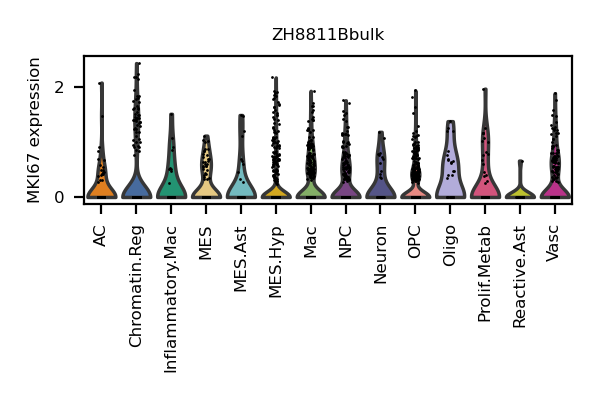 ZH8811Bbulk
MKI67 expression
2
0
AC
Chromatin.Reg
Inflammatory.Mac
MES
MES.Ast
MES.Hyp
Mac
NPC
Neuron
OPC
Oligo
Prolif.Metab
Reactive.Ast
Vasc